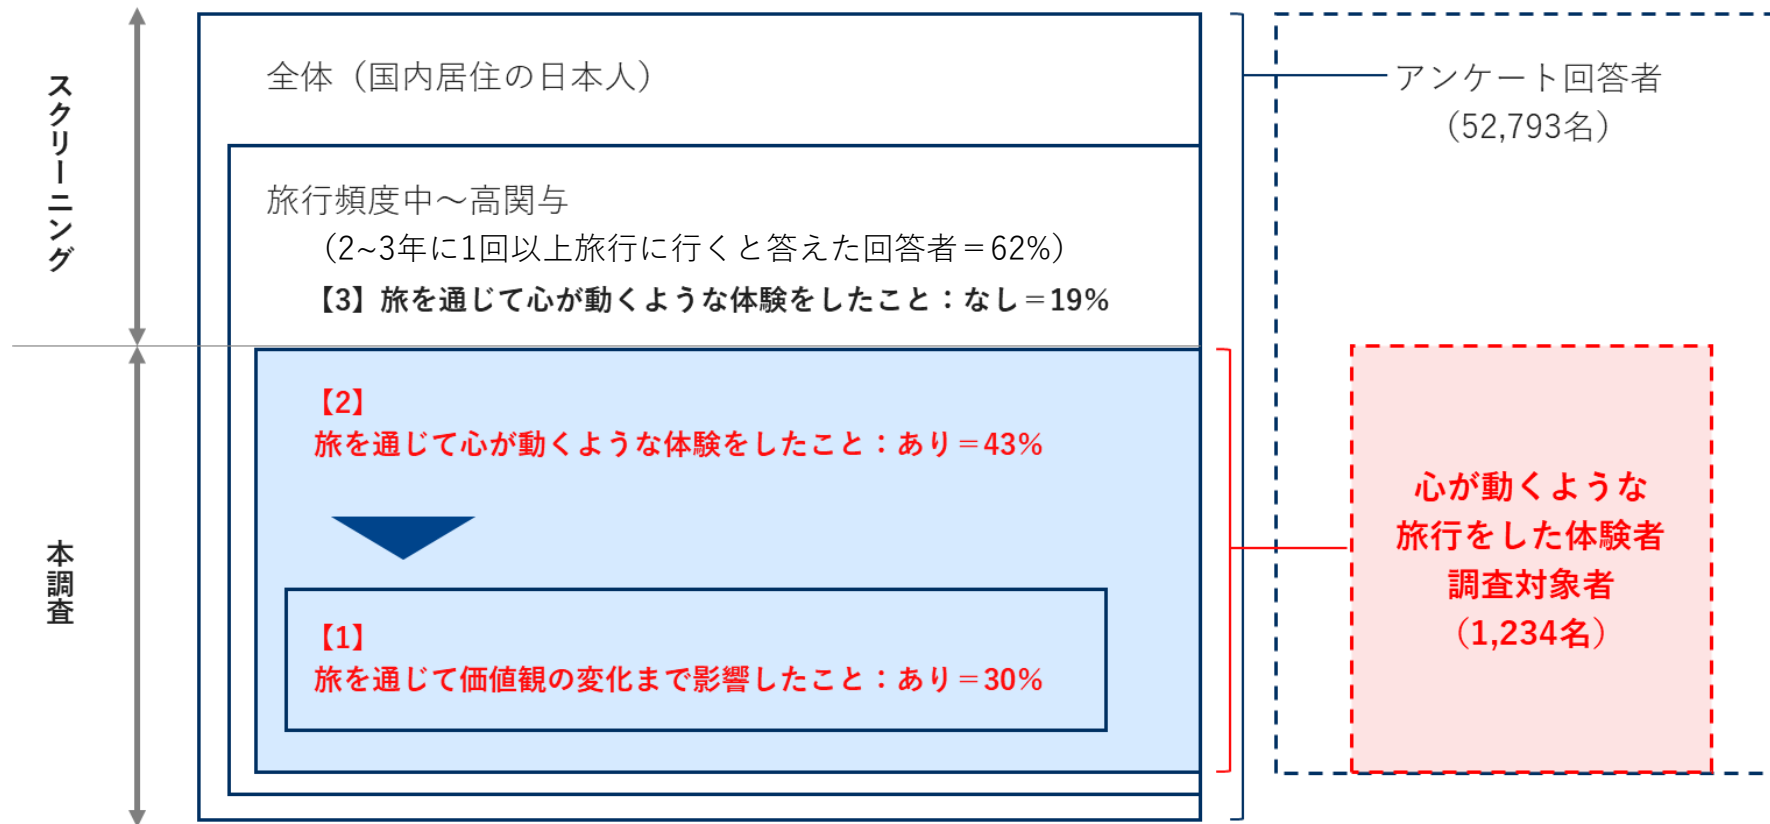 スクリーニング
全体（国内居住の日本人）
旅行頻度中～高関与
（2~3年に1回以上旅行に行くと答えた回答者＝62%）
【3】旅を通じて心が動くような体験をしたこと：なし＝19%
アンケート回答者
（52,793名）
本調査
【2】
旅を通じて心が動くような体験をしたこと：あり＝43%
【1】
旅を通じて価値観の変化まで影響したこと：あり＝30%
心が動くような
旅行をした体験者
調査対象者
（1,234名）